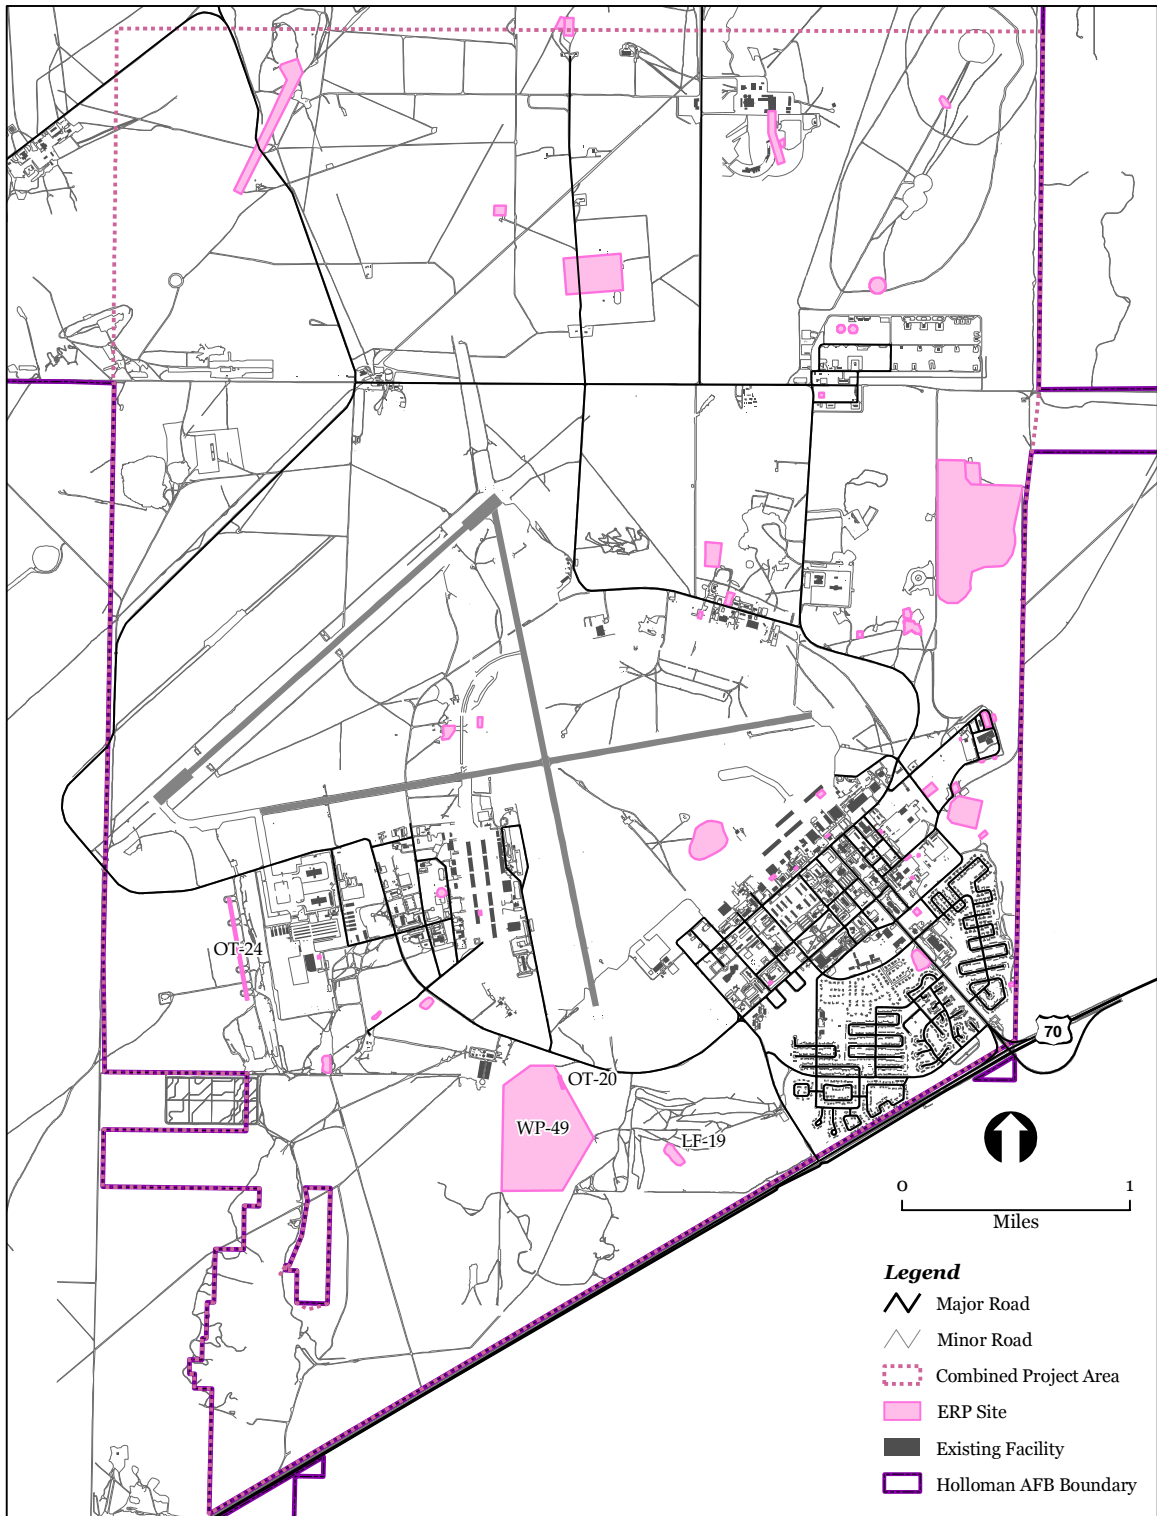 OT-24
OT-20
WP-49
LF-19
70
0 1
Miles
Legend
Major Road
Minor Road
Combined Project Area
ERP Site
Existing Facility
Holloman AFB Boundary